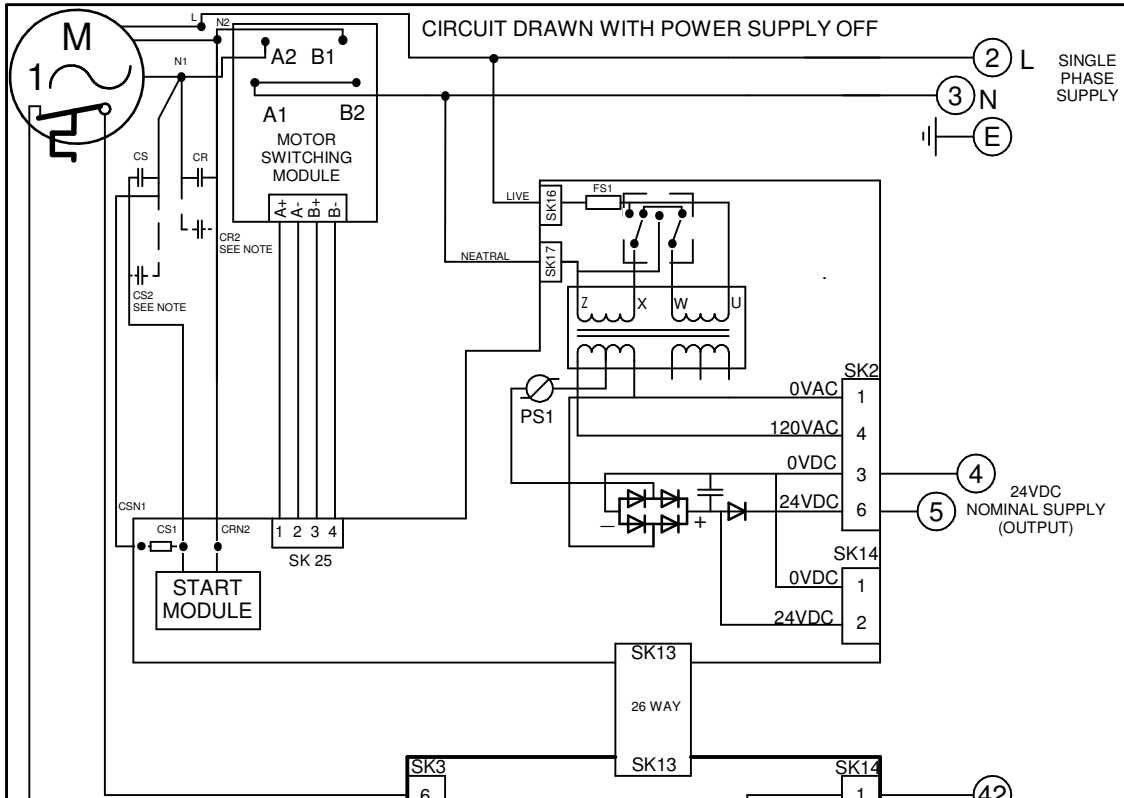 CIRCUIT DRAWN WITH POWER SUPPLY OFF
M
1
L
N2
N1
A2 B1
A1 B2
MOTOR
SWITCHING
MODULE
A+ A- B+ B-
2 L
SINGLE
PHASE
SUPPLY
3 N
E
CS
CR
CR2
SEE NOTE
CS2
SEE NOTE
LIVE
SK16
FS1
NEATRAL
SK17
Z X W U
PS1
SK2
0VAC 1
120VAC 4
0VDC 3
24VDC 6
4
5
24VDC
NOMINAL SUPPLY
(OUTPUT)
— +
SK14
0VDC 1
24VDC 2
CSN1
CS1
CRN2
1 2 3 4
SK 25
START
MODULE
SK13
26 WAY
SK13
SK3
6
SK14
1
42